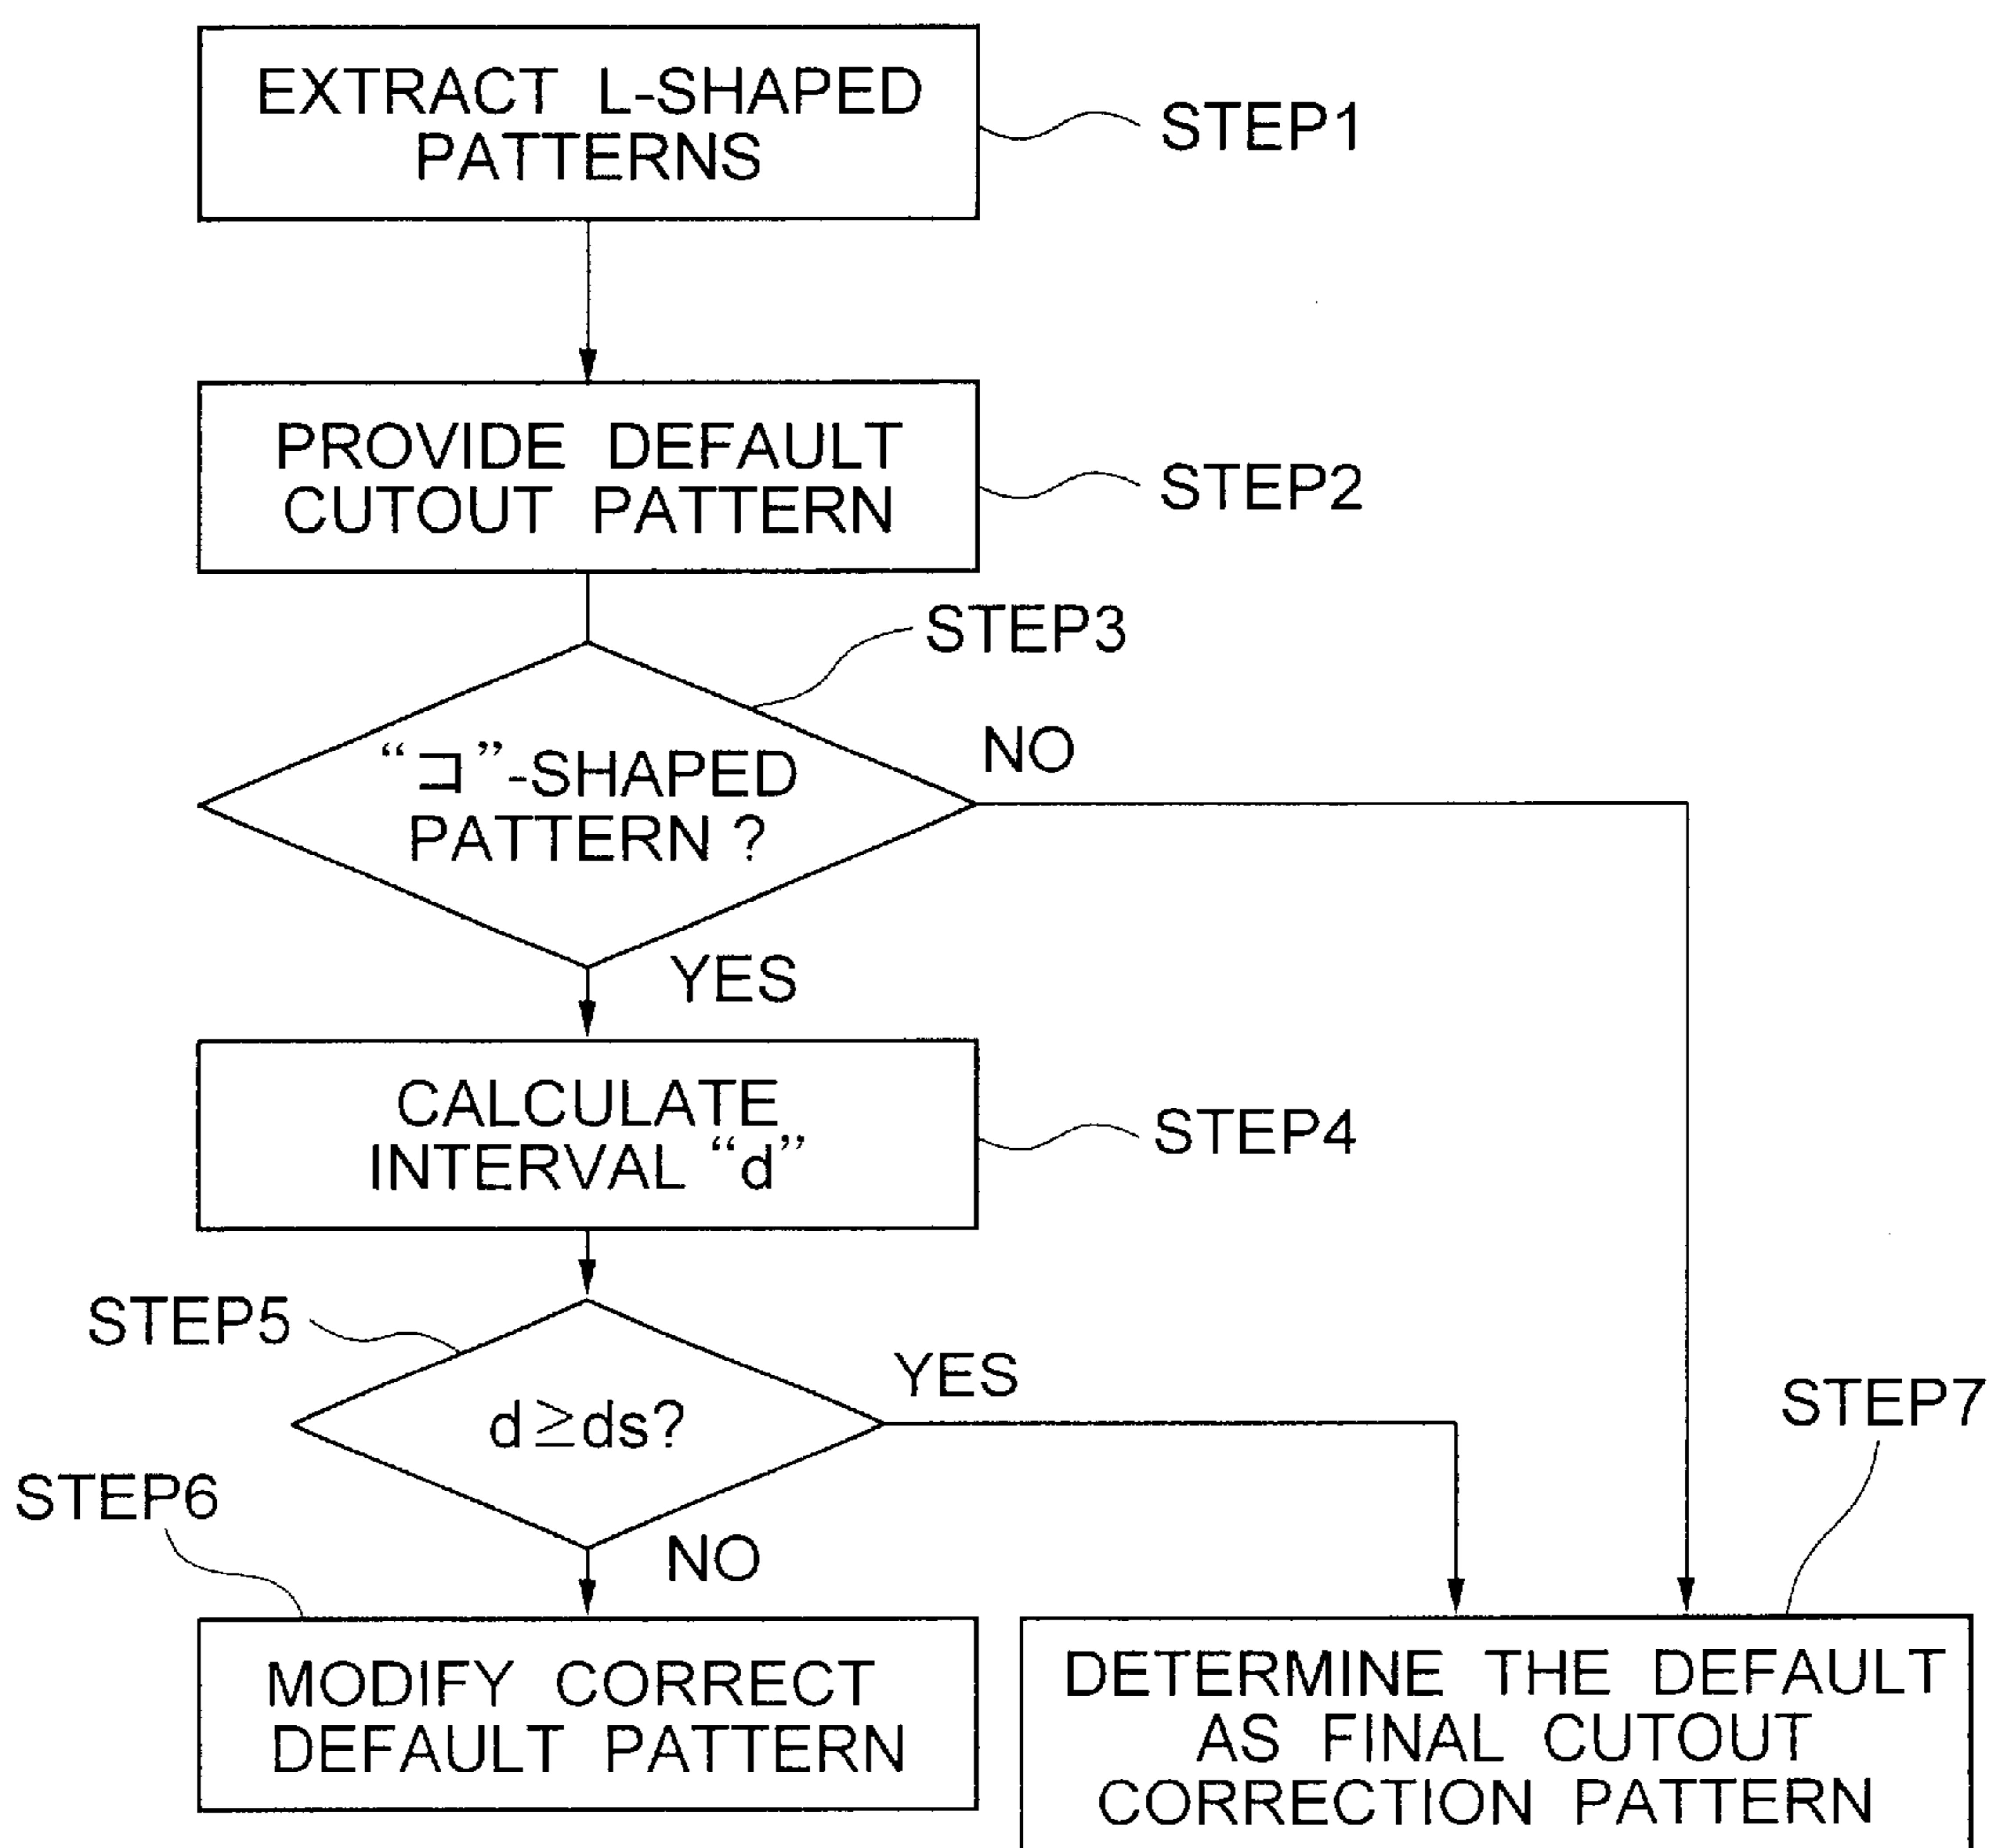 EXTRACT L-SHAPED
PATTERNS
STEP1
PROVIDE DEFAULT
CUTOUT PATTERN
STEP2
STEP3
“コ”-SHAPED
PATTERN ?
NO
YES
CALCULATE
INTERVAL “d”
STEP4
STEP5
d≧ds?
YES
NO
STEP6
MODIFY CORRECT
DEFAULT PATTERN
STEP7
DETERMINE THE DEFAULT
AS FINAL CUTOUT
CORRECTION PATTERN